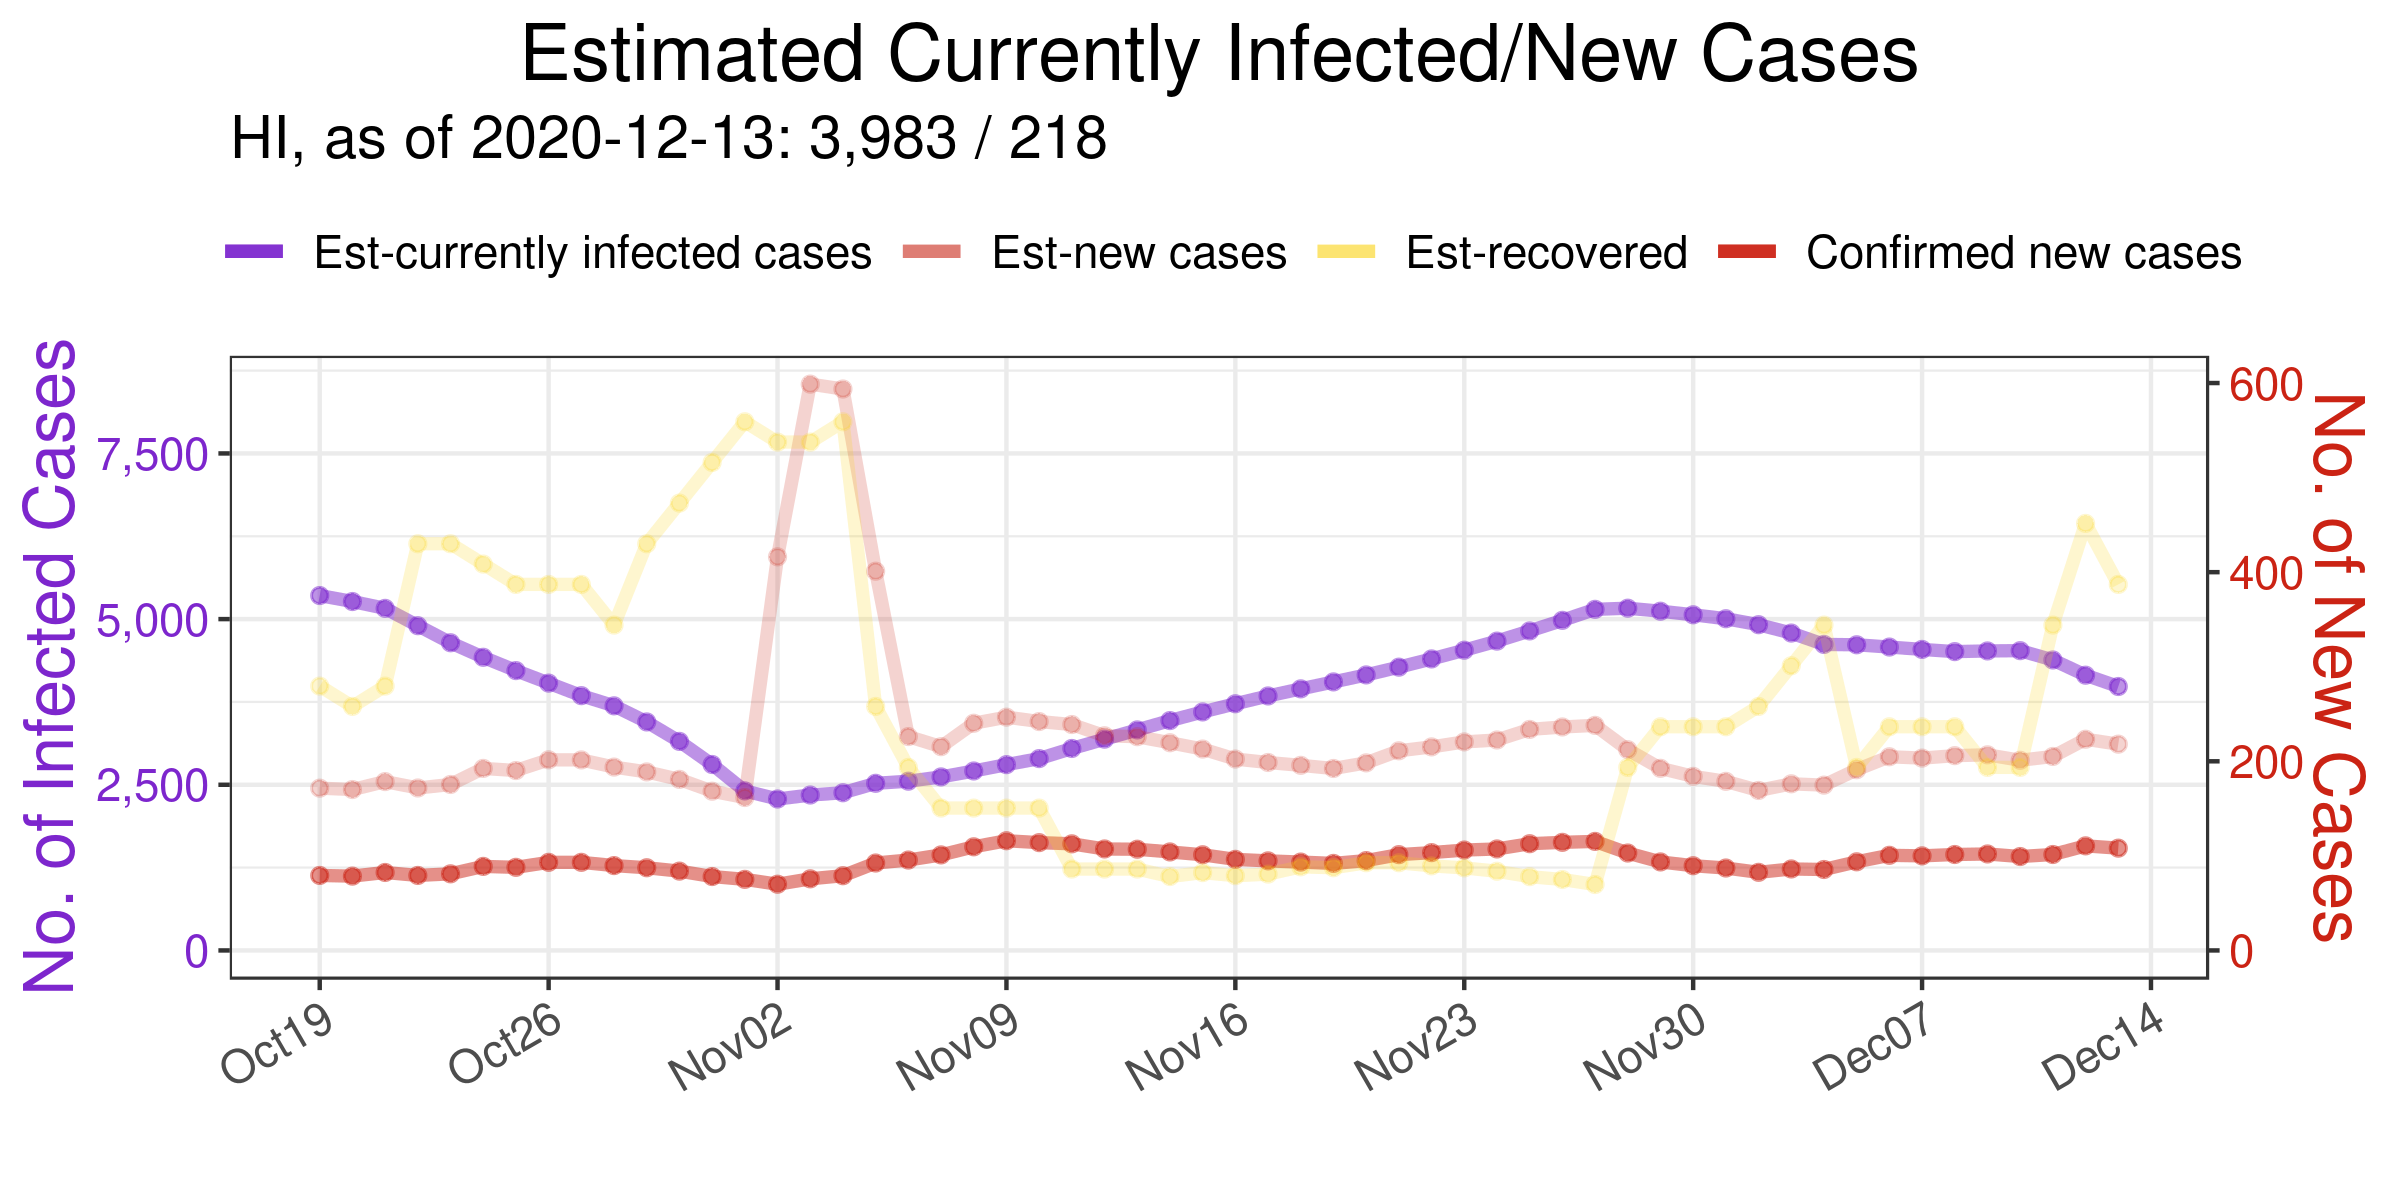 Estimated Currently Infected/New Cases
HI, as of 2020-12-13: 3,983 / 218
Est-currently infected cases Est-new cases Est-recovered Confirmed new cases
No. of Infected Cases
7,500
5,000
2,500
0
600
400
200
0
No. of New Cases
Oct19 Oct26 Nov02 Nov09 Nov16 Nov23 Nov30 Dec07 Dec14